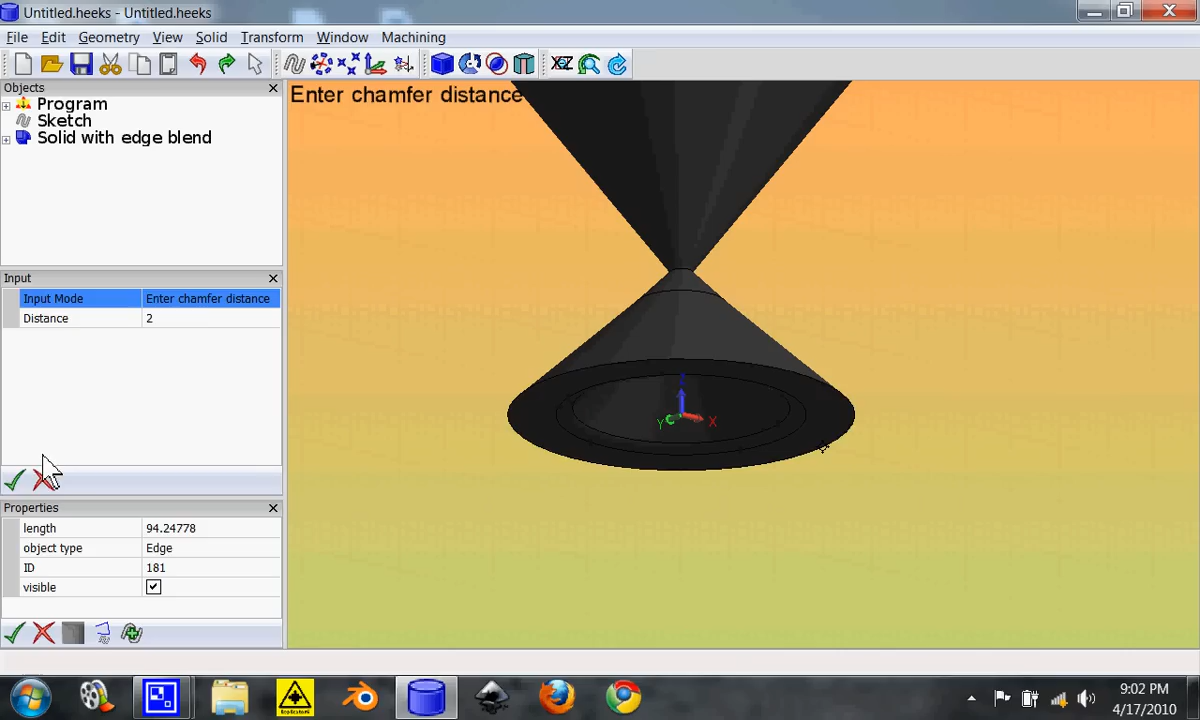 Untitled.heeks - Untitled.heeks
File Edit Geometry View Solid Transform Window Machining
Objects
Program
Sketch
Solid with edge blend
Input
Input Mode Enter chamfer distance
Distance 2
Properties
length 94.24778
object type Edge
ID 181
visible
Enter chamfer distance
Y X
9:02 PM
4/17/2010